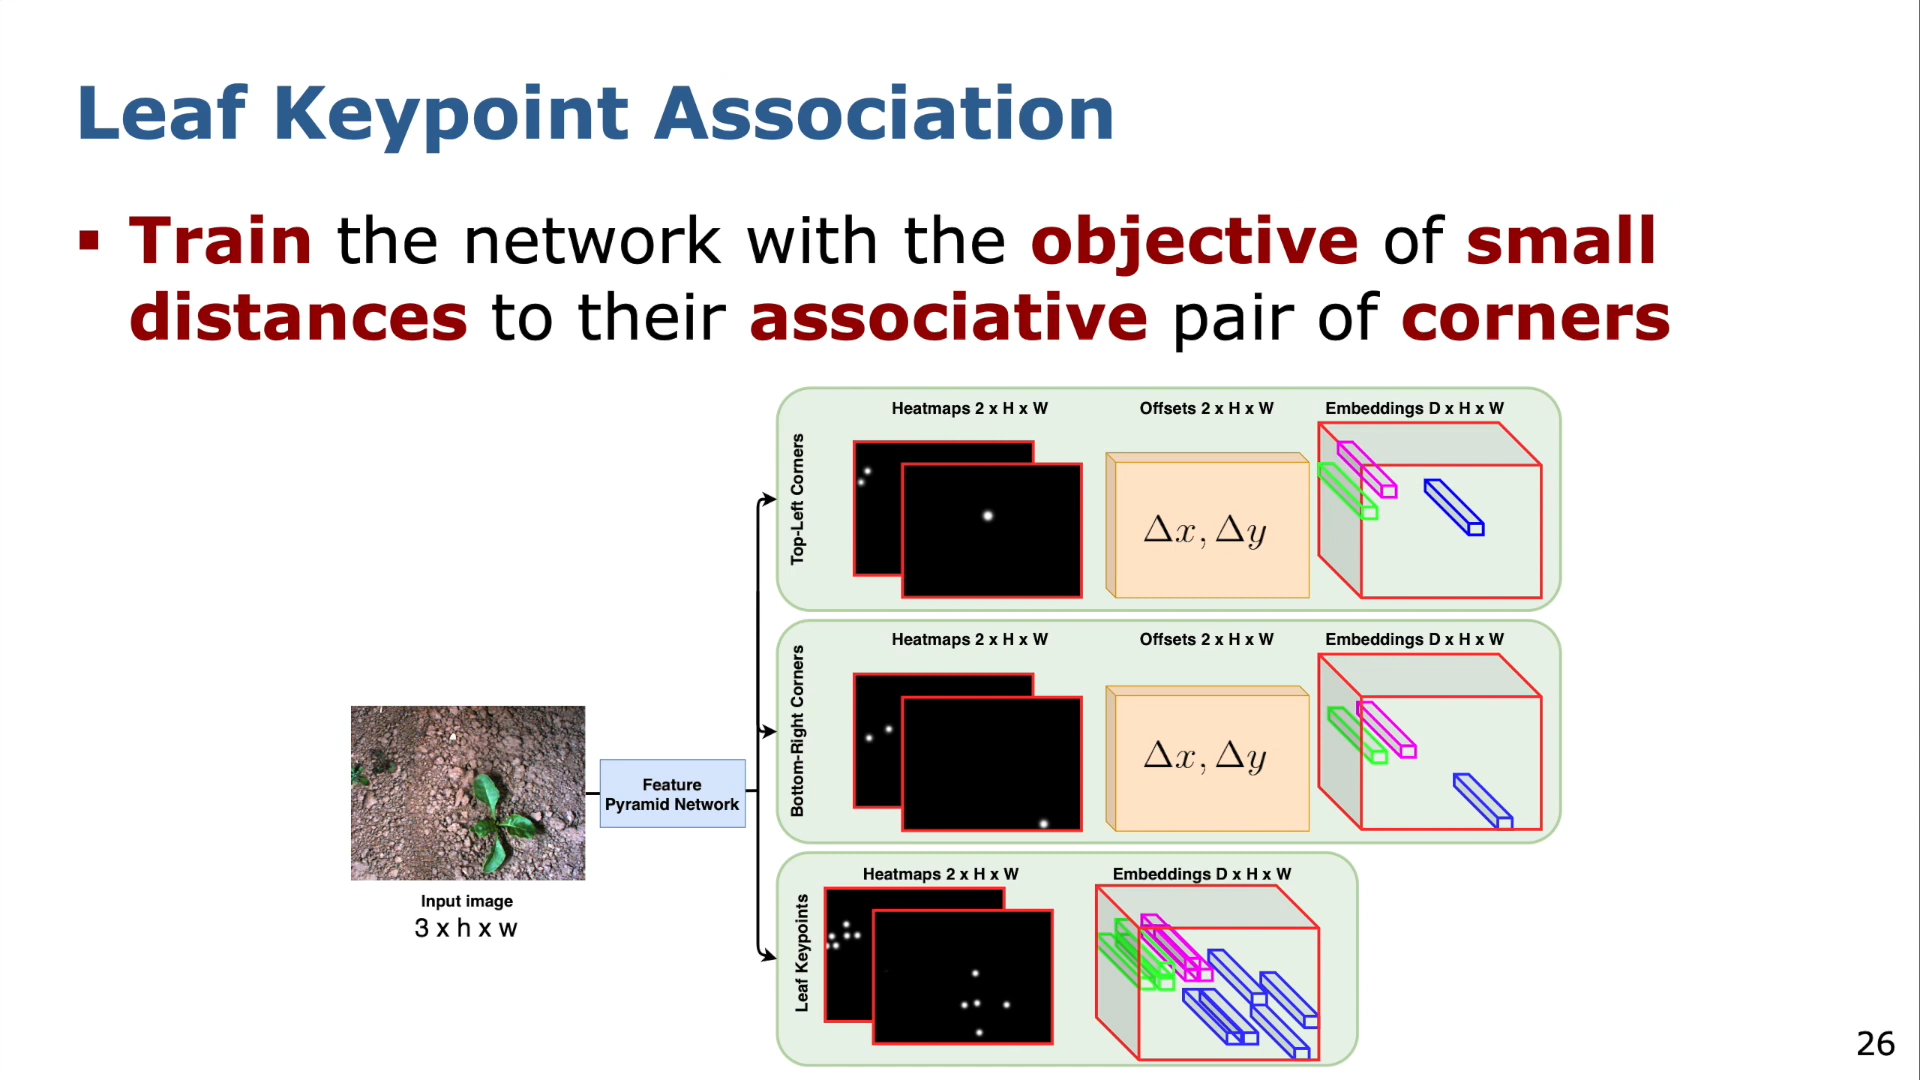 Leaf Keypoint Association
▪ Train the network with the objective of small
distances to their associative pair of corners
Top-Left Corners
Heatmaps 2 x H x W
Offsets 2 x H x W
Embeddings D x H x W
Δx, Δy
Bottom-Right Corners
Heatmaps 2 x H x W
Offsets 2 x H x W
Embeddings D x H x W
Δx, Δy
Feature
Pyramid Network
Input image
3 x h x w
Leaf Keypoints
Heatmaps 2 x H x W
Embeddings D x H x W
26